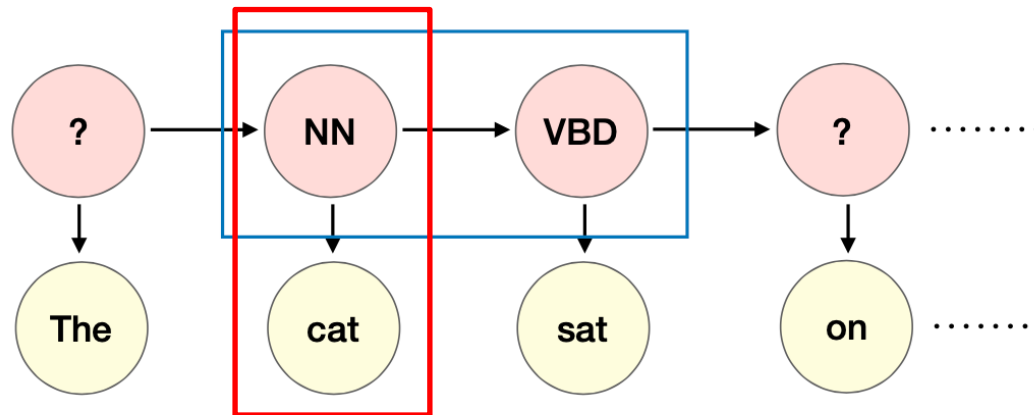 ? NN VBD ? .......
The cat sat on .......